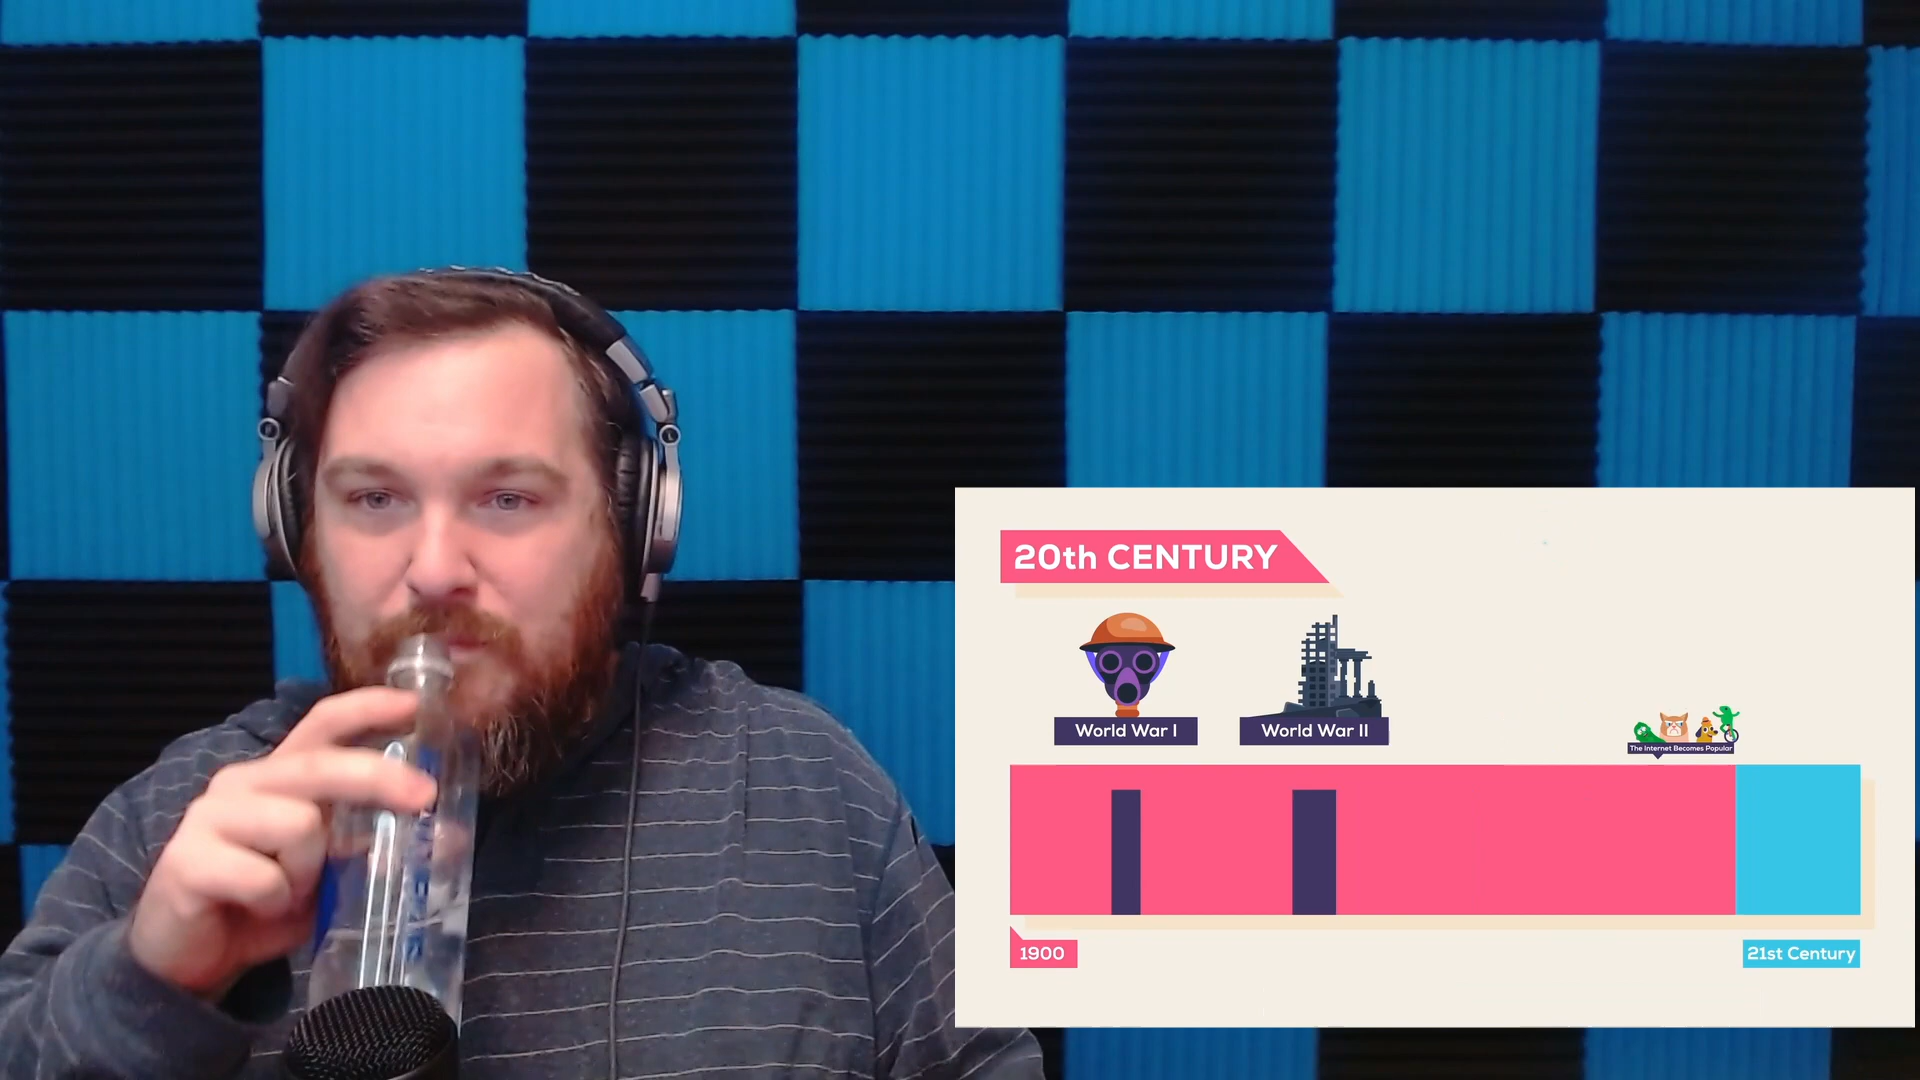 20th CENTURY
World War I
World War II
The Internet Becomes Popular
1900
21st Century